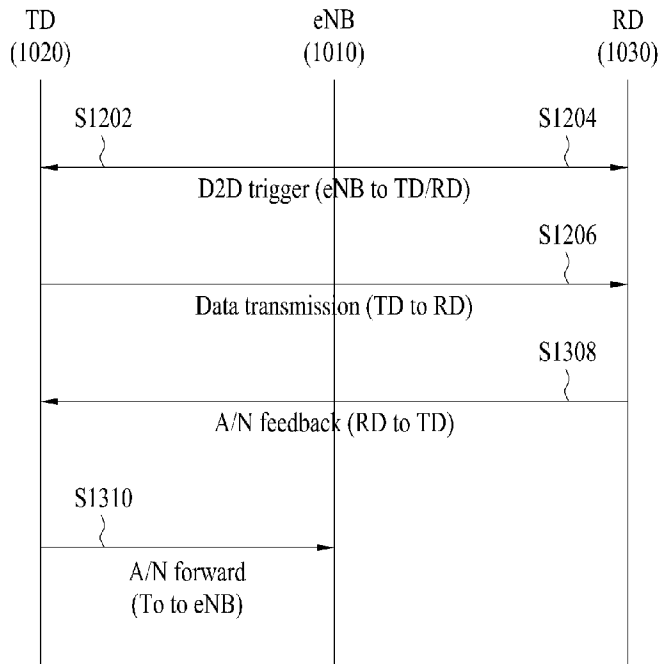 TD
(1020)
eNB
(1010)
RD
(1030)
S1202
S1204
D2D trigger (eNB to TD/RD)
S1206
Data transmission (TD to RD)
S1308
A/N feedback (RD to TD)
S1310
A/N forward
(To to eNB)